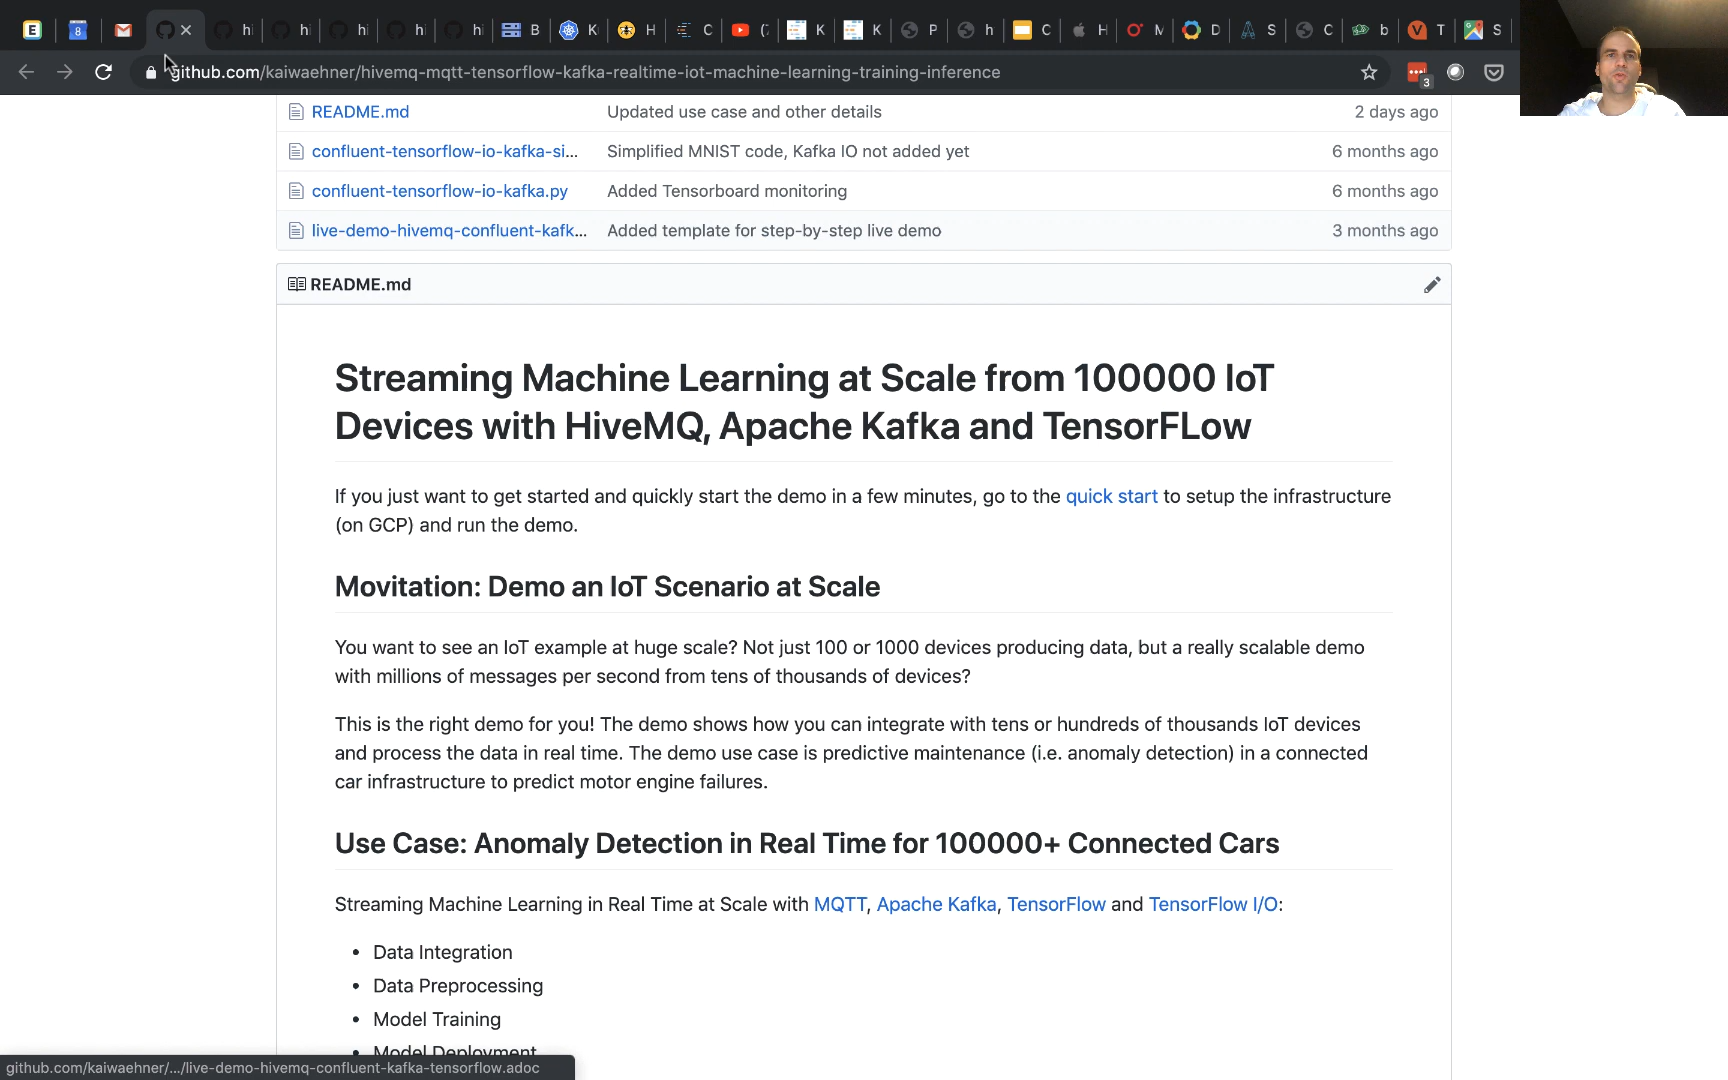 E 8 hi hi hi hi hi B K H C (7 K K P h C H M D S C b T S
github.com/kaiwaehner/hivemq-mqtt-tensorflow-kafka-realtime-iot-machine-learning-training-inference
3
README.md Updated use case and other details 2 days ago
confluent-tensorflow-io-kafka-si... Simplified MNIST code, Kafka IO not added yet 6 months ago
confluent-tensorflow-io-kafka.py Added Tensorboard monitoring 6 months ago
live-demo-hivemq-confluent-kafk... Added template for step-by-step live demo 3 months ago
README.md
Streaming Machine Learning at Scale from 100000 IoT
Devices with HiveMQ, Apache Kafka and TensorFLow
If you just want to get started and quickly start the demo in a few minutes, go to the quick start to setup the infrastructure
(on GCP) and run the demo.
Movitation: Demo an IoT Scenario at Scale
You want to see an IoT example at huge scale? Not just 100 or 1000 devices producing data, but a really scalable demo
with millions of messages per second from tens of thousands of devices?
This is the right demo for you! The demo shows how you can integrate with tens or hundreds of thousands IoT devices
and process the data in real time. The demo use case is predictive maintenance (i.e. anomaly detection) in a connected
car infrastructure to predict motor engine failures.
Use Case: Anomaly Detection in Real Time for 100000+ Connected Cars
Streaming Machine Learning in Real Time at Scale with MQTT, Apache Kafka, TensorFlow and TensorFlow I/O:
• Data Integration
• Data Preprocessing
• Model Training
• Model Deployment
github.com/kaiwaehner/.../live-demo-hivemq-confluent-kafka-tensorflow.adoc